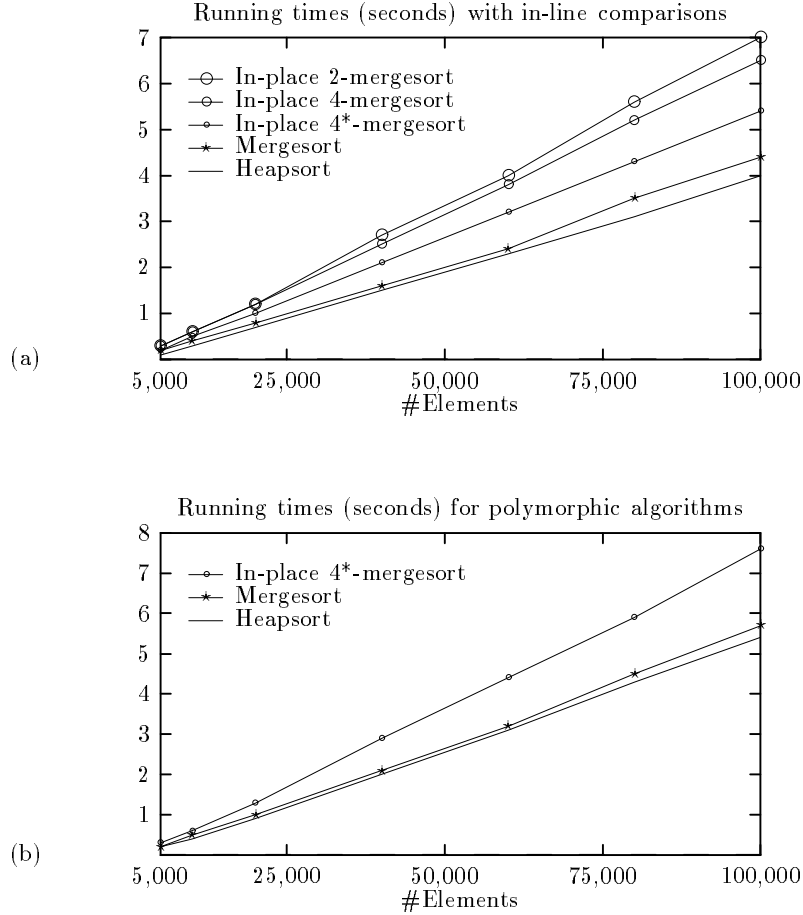 Running times (seconds) with in-line comparisons
7
6
5
4
3
2
1
In-place 2-mergesort
In-place 4-mergesort
In-place 4*-mergesort
Mergesort
Heapsort
(a)
5,000 25,000 50,000 75,000 100,000
#Elements
Running times (seconds) for polymorphic algorithms
8
7
6
5
4
3
2
1
In-place 4*-mergesort
Mergesort
Heapsort
(b)
5,000 25,000 50,000 75,000 100,000
#Elements